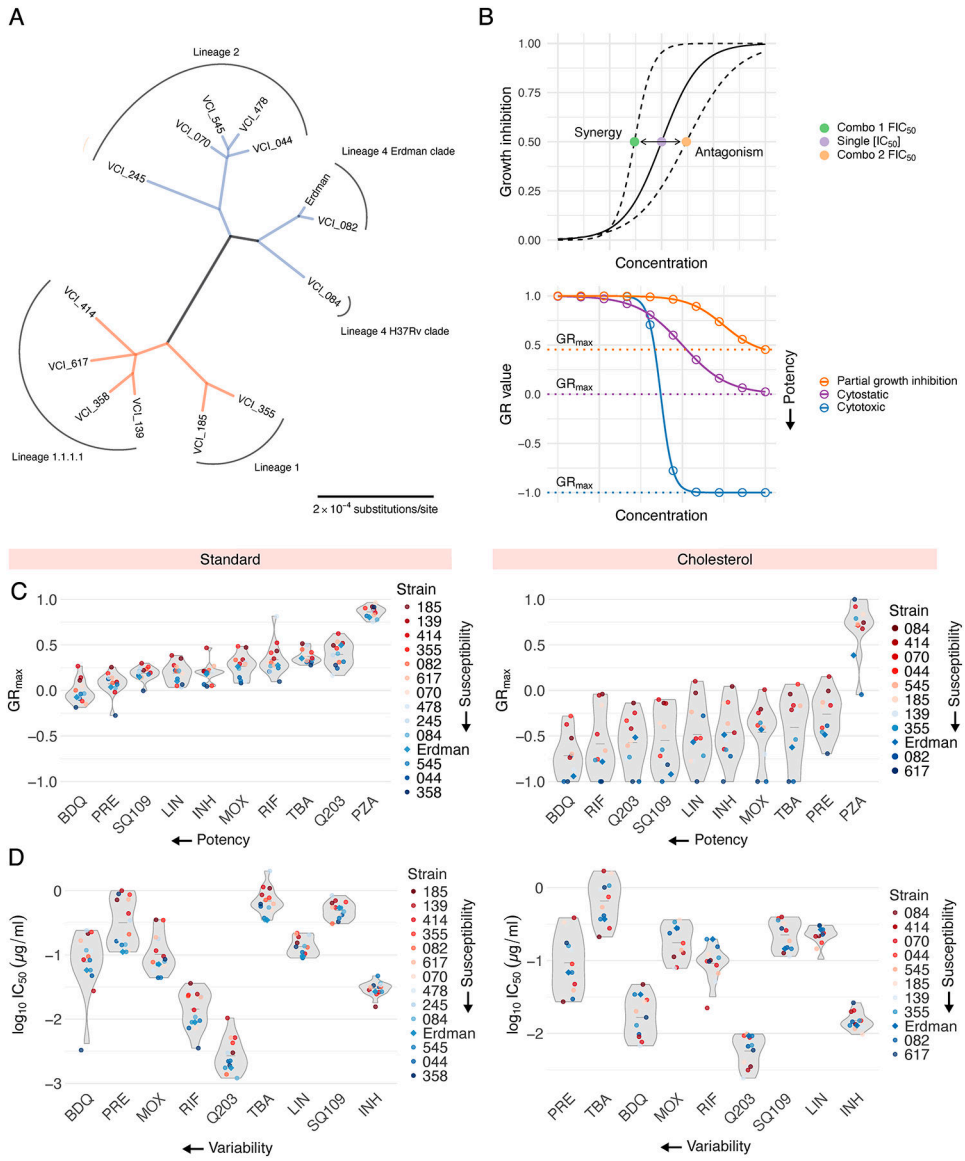 A
Lineage 2
VCI_545
VCI_478
VCI_070
VCI_044
VCI_245
Lineage 4 Erdman clade
Erdman
VCI_082
VCI_084
Lineage 4 H37Rv clade
VCI_414
VCI_617
VCI_358
VCI_139
VCI_185
VCI_355
Lineage 1.1.1.1
Lineage 1
2 × 10⁻⁴ substitutions/site
B
Growth inhibition
1.00
0.75
0.50
0.25
0.00
Synergy
Antagonism
Concentration
Combo 1 FIC₅₀
Single [IC₅₀]
Combo 2 FIC₅₀
GR value
1.0
0.5
0.0
−0.5
−1.0
GRmax
GRmax
GRmax
Concentration
Potency
Partial growth inhibition
Cytostatic
Cytotoxic
Standard
Cholesterol
C
GRmax
1.0
0.5
0.0
−0.5
−1.0
BDQ PRE SQ109 LIN INH MOX RIF TBA Q203 PZA
Potency
Strain
185
139
414
355
082
617
070
478
245
084
Erdman
545
044
358
Susceptibility
GRmax
1.0
0.5
0.0
−0.5
−1.0
BDQ RIF Q203 SQ109 LIN INH MOX TBA PRE PZA
Potency
Strain
084
414
070
044
545
185
139
355
Erdman
082
617
Susceptibility
D
log₁₀ IC₅₀ (µg/ml)
0
−1
−2
−3
BDQ PRE MOX RIF Q203 TBA LIN SQ109 INH
Variability
Strain
185
139
414
355
082
617
070
478
245
084
Erdman
545
044
358
Susceptibility
log₁₀ IC₅₀ (µg/ml)
0
−1
−2
PRE TBA BDQ MOX RIF Q203 SQ109 LIN INH
Variability
Strain
084
414
070
044
545
185
139
355
Erdman
082
617
Susceptibility